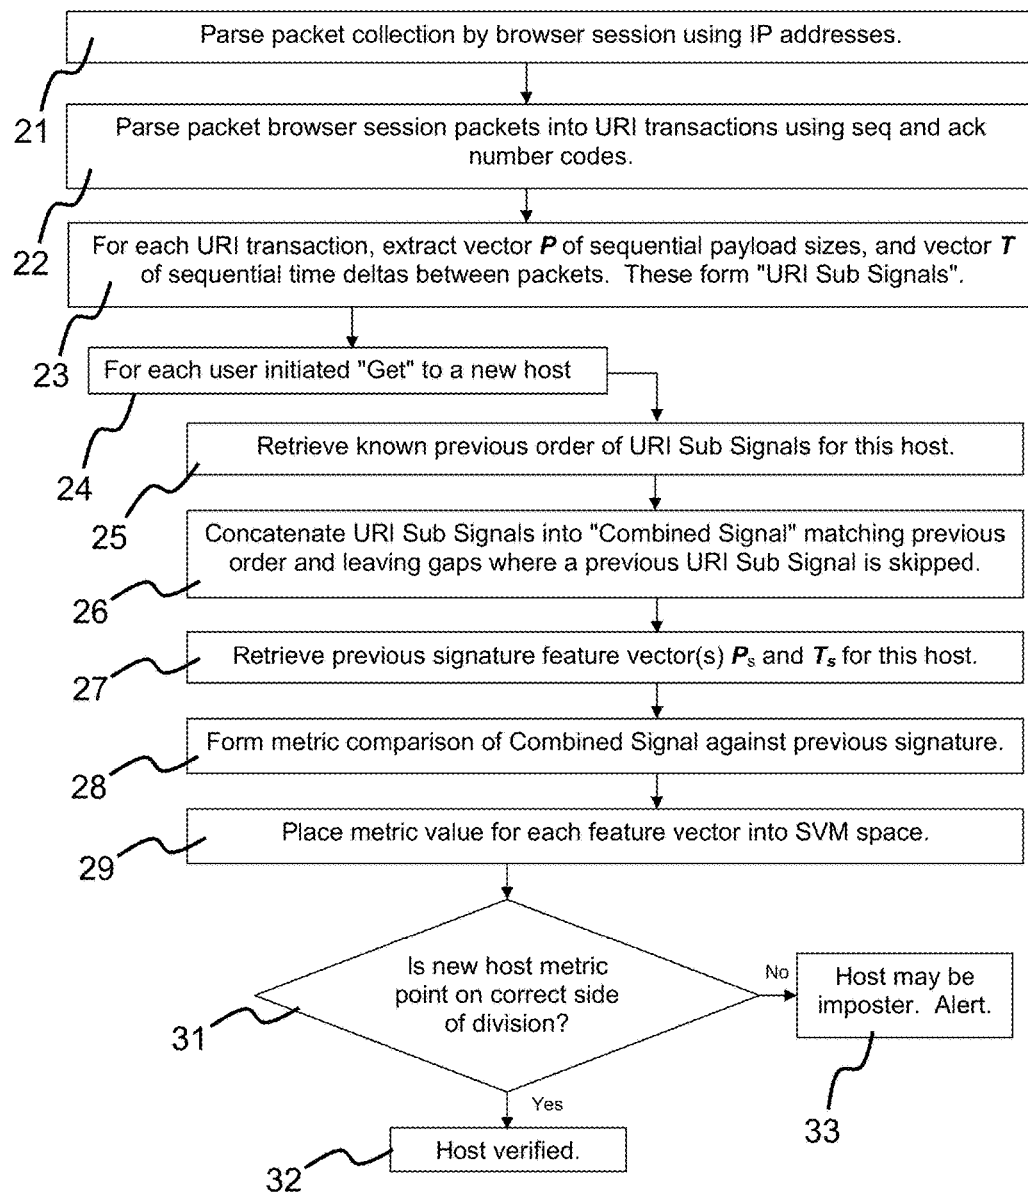 Parse packet collection by browser session using IP addresses.
21
Parse packet browser session packets into URI transactions using seq and ack
number codes.
22
For each URI transaction, extract vector P of sequential payload sizes, and vector T
of sequential time deltas between packets.  These form "URI Sub Signals".
23
For each user initiated "Get" to a new host
24
Retrieve known previous order of URI Sub Signals for this host.
25
Concatenate URI Sub Signals into "Combined Signal" matching previous
order and leaving gaps where a previous URI Sub Signal is skipped.
26
Retrieve previous signature feature vector(s) Ps and Ts for this host.
27
Form metric comparison of Combined Signal against previous signature.
28
Place metric value for each feature vector into SVM space.
29
Is new host metric
point on correct side
of division?
31
No
Host may be
imposter.  Alert.
33
Yes
Host verified.
32